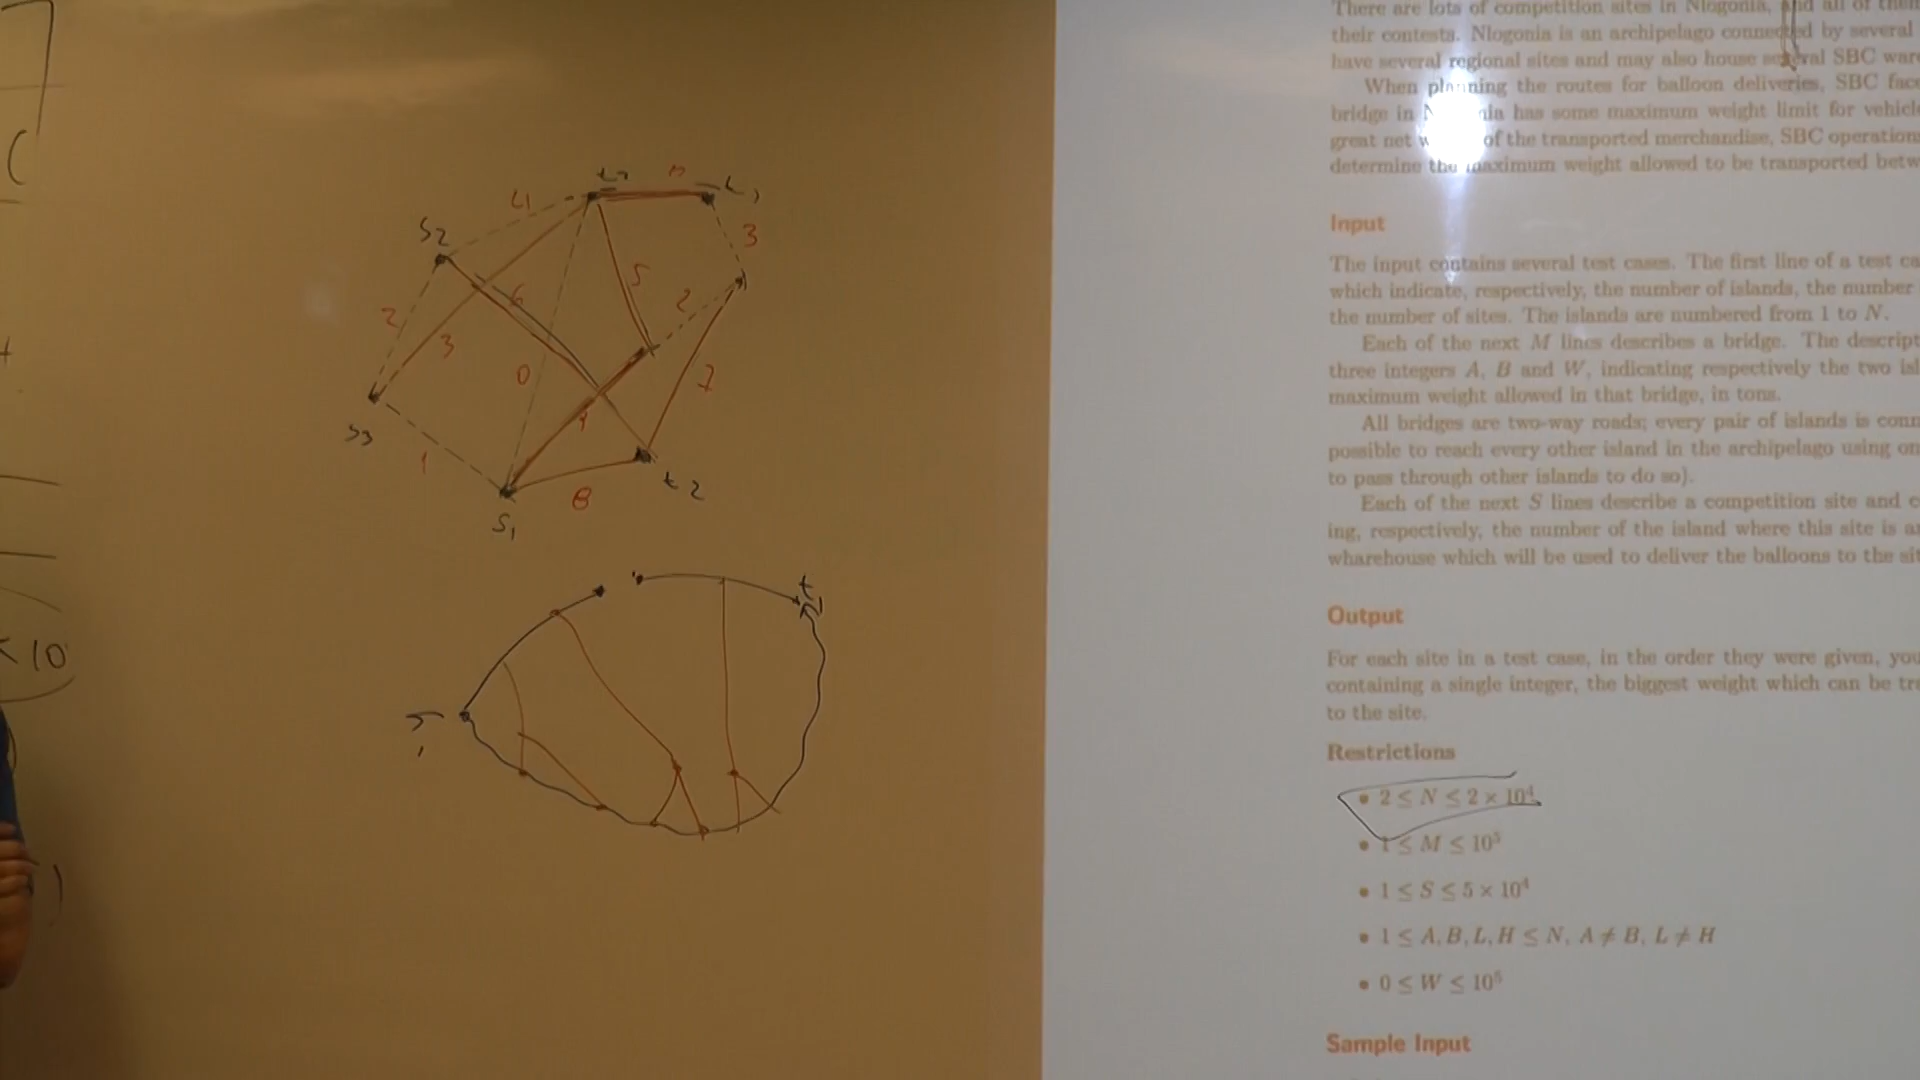 There are lots of competition sites in Nlogonia, and all of them
their contests. Nlogonia is an archipelago connected by several
have several regional sites and may also house several SBC ware
When planning the routes for balloon deliveries, SBC face
bridge in has some maximum weight limit for vehicle
great net of the transported merchandise, SBC operations
determine the maximum weight allowed to be transported betw
Input
The input contains several test cases. The first line of a test ca
which indicate, respectively, the number of islands, the number
the number of sites. The islands are numbered from 1 to N.
Each of the next M lines describes a bridge. The descript
three integers A, B and W, indicating respectively the two isl
maximum weight allowed in that bridge, in tons.
All bridges are two-way roads; every pair of islands is conn
possible to reach every other island in the archipelago using on
to pass through other islands to do so).
Each of the next S lines describe a competition site and c
ing, respectively, the number of the island where this site is an
wharehouse which will be used to deliver the balloons to the sit
Output
For each site in a test case, in the order they were given, you
containing a single integer, the biggest weight which can be tra
to the site.
Restrictions
• 2 ≤ N ≤ 2 × 10⁴
• 1 ≤ M ≤ 10⁵
• 1 ≤ S ≤ 5 × 10⁴
• 1 ≤ A, B, L, H ≤ N, A ≠ B, L ≠ H
• 0 ≤ W ≤ 10⁵
Sample Input
S2
4
3
5
2
6
2
3
0
S3
1
8
t2
S1
t1
< 10